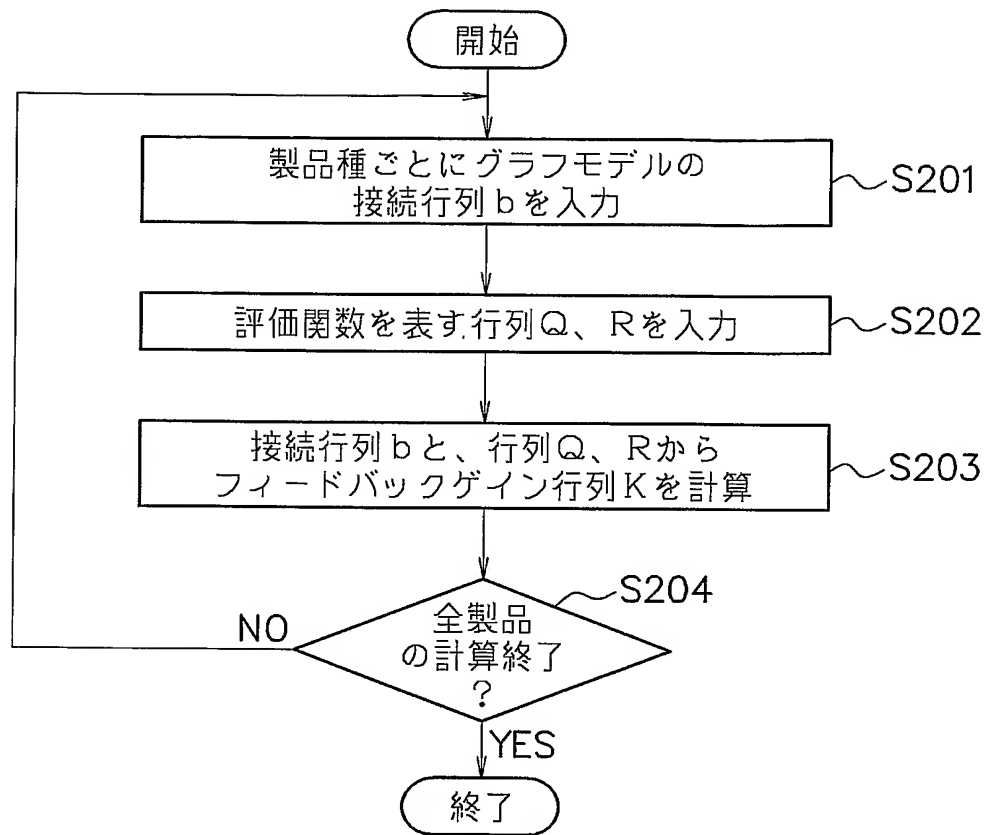 開始
製品種ごとにグラフモデルの
接続行列bを入力
S201
評価関数を表す行列Q、Rを入力
S202
接続行列bと、行列Q、Rから
フィードバックゲイン行列Kを計算
S203
S204
全製品
の計算終了
?
NO
YES
終了